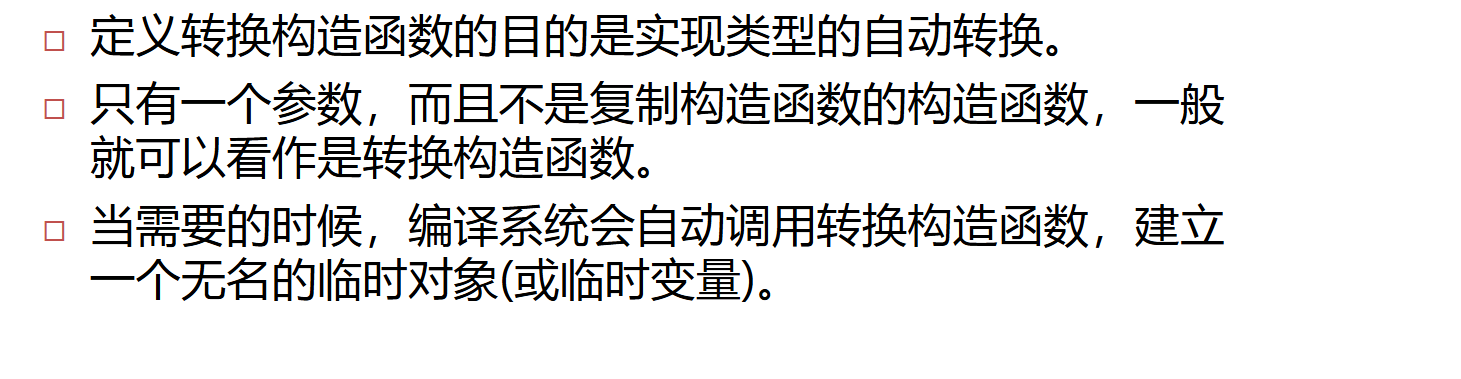 定义转换构造函数的目的是实现类型的自动转换。
只有一个参数，而且不是复制构造函数的构造函数，一般
就可以看作是转换构造函数。
当需要的时候，编译系统会自动调用转换构造函数，建立
一个无名的临时对象(或临时变量)。